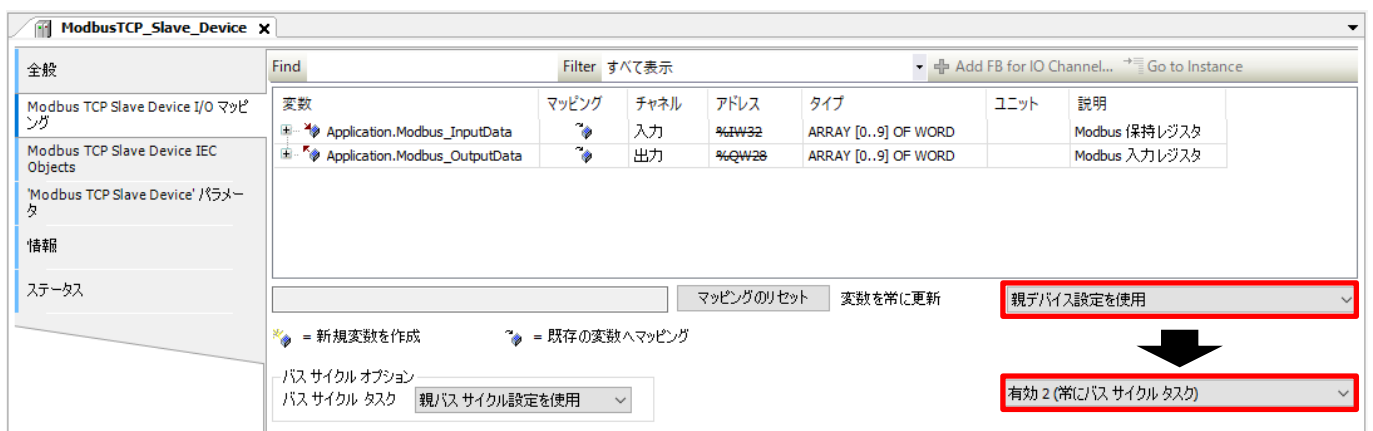 ModbusTCP_Slave_Device
全般
Find
Filter すべて表示
Add FB for IO Channel...
Go to Instance
Modbus TCP Slave Device I/O マッピ
ング
Modbus TCP Slave Device IEC
Objects
'Modbus TCP Slave Device' パラメー
タ
情報
ステータス
変数 マッピング チャネル アドレス タイプ ユニット 説明
Application.Modbus_InputData 入力 %IW32 ARRAY [0..9] OF WORD Modbus 保持レジスタ
Application.Modbus_OutputData 出力 %QW28 ARRAY [0..9] OF WORD Modbus 入力レジスタ
マッピングのリセット 変数を常に更新 親デバイス設定を使用
= 新規変数を作成 = 既存の変数へマッピング
バス サイクル オプション
バス サイクル タスク 親バス サイクル設定を使用
有効 2 (常にバス サイクル タスク)